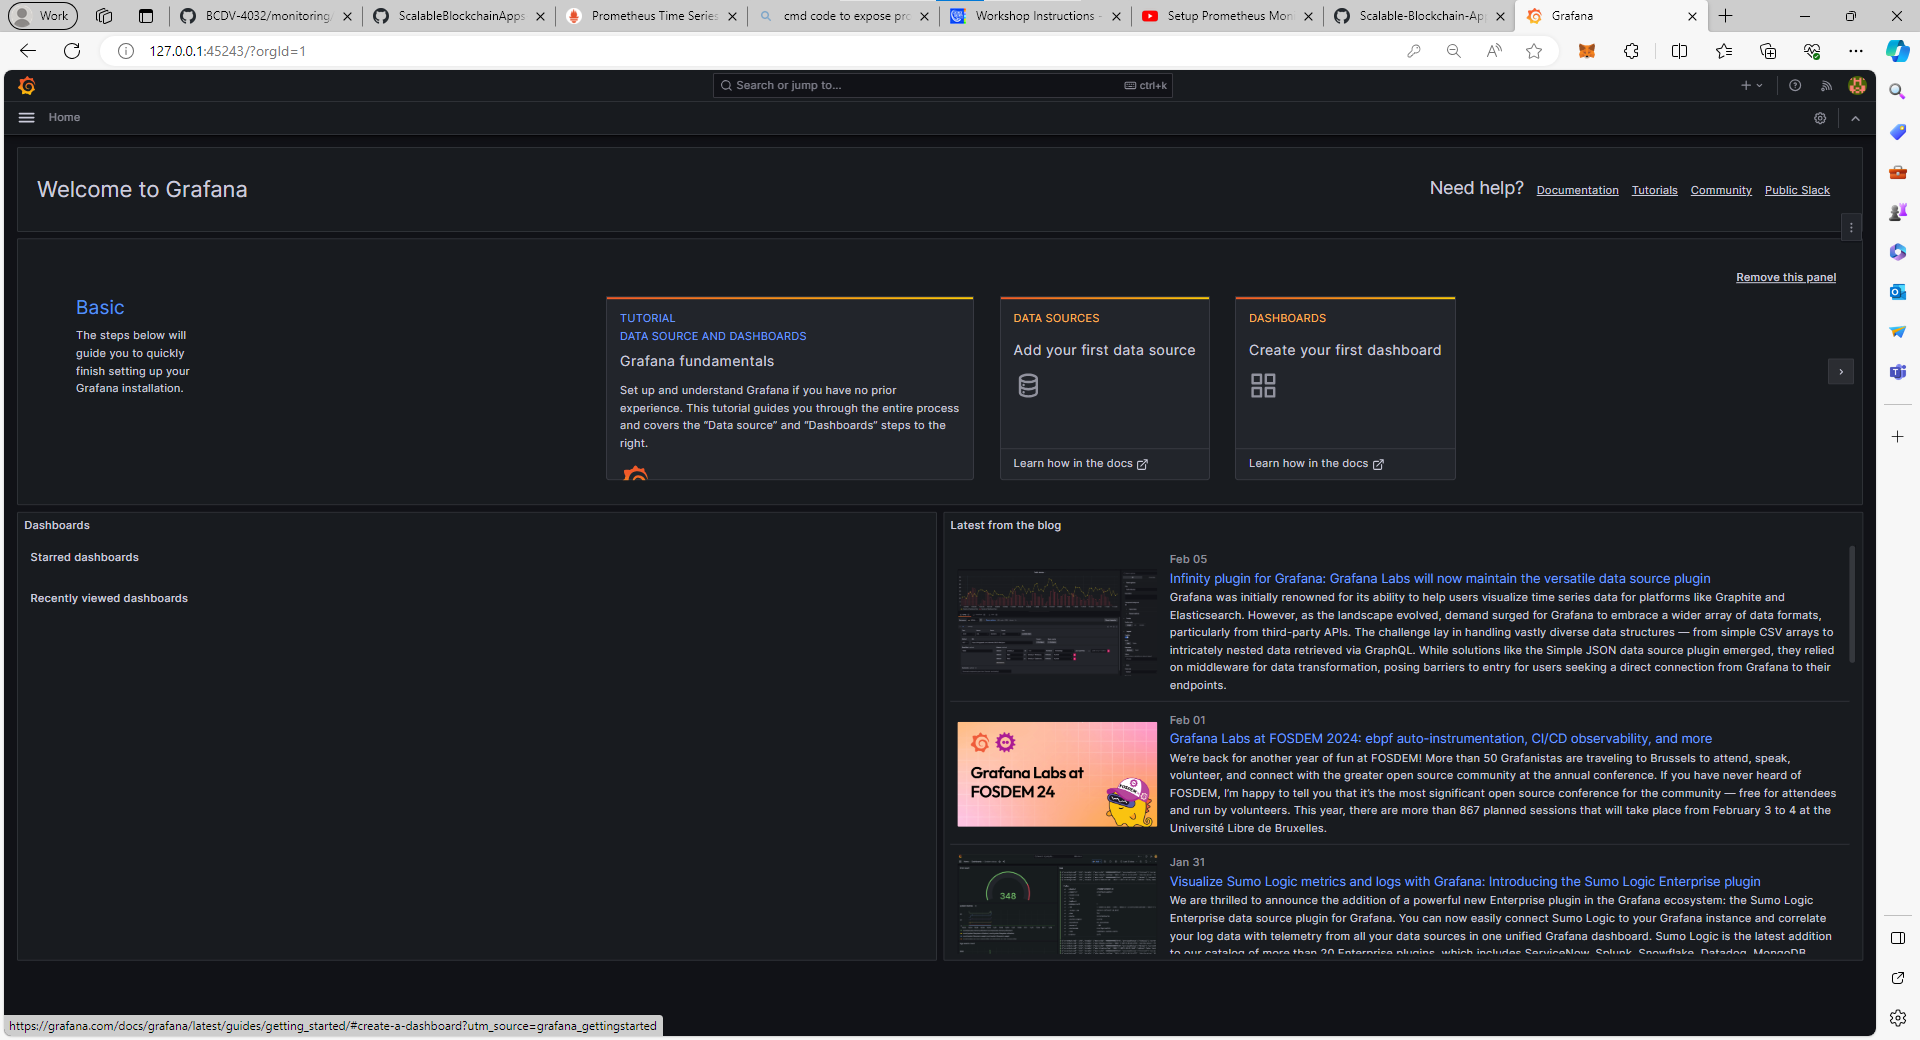 Work
BCDV-4032/monitoring
ScalableBlockchainApps
Prometheus Time Series
cmd code to expose pro
Workshop Instructions -
Setup Prometheus Moni
Scalable-Blockchain-App
Grafana
127.0.0.1:45243/?orgId=1
Search or jump to...
ctrl+k
Home
Welcome to Grafana
Need help?
Documentation
Tutorials
Community
Public Slack
Remove this panel
Basic
The steps below will
guide you to quickly
finish setting up your
Grafana installation.
TUTORIAL
DATA SOURCE AND DASHBOARDS
Grafana fundamentals
Set up and understand Grafana if you have no prior
experience. This tutorial guides you through the entire process
and covers the “Data source” and “Dashboards” steps to the
right.
DATA SOURCES
Add your first data source
Learn how in the docs
DASHBOARDS
Create your first dashboard
Learn how in the docs
Dashboards
Starred dashboards
Recently viewed dashboards
Latest from the blog
Feb 05
Infinity plugin for Grafana: Grafana Labs will now maintain the versatile data source plugin
Grafana was initially renowned for its ability to help users visualize time series data for platforms like Graphite and
Elasticsearch. However, as the landscape evolved, demand surged for Grafana to embrace a wider array of data formats,
particularly from third-party APIs. The challenge lay in handling vastly diverse data structures — from simple CSV arrays to
intricately nested data retrieved via GraphQL. While solutions like the Simple JSON data source plugin emerged, they relied
on middleware for data transformation, posing barriers to entry for users seeking a direct connection from Grafana to their
endpoints.
Grafana Labs at
FOSDEM 24
Feb 01
Grafana Labs at FOSDEM 2024: ebpf auto-instrumentation, CI/CD observability, and more
We’re back for another year of fun at FOSDEM! More than 50 Grafanistas are traveling to Brussels to attend, speak,
volunteer, and connect with the greater open source community at the annual conference. If you have never heard of
FOSDEM, I’m happy to tell you that it’s the most significant open source conference for the community — free for attendees
and run by volunteers. This year, there are more than 867 planned sessions that will take place from February 3 to 4 at the
Université Libre de Bruxelles.
348
Jan 31
Visualize Sumo Logic metrics and logs with Grafana: Introducing the Sumo Logic Enterprise plugin
We are thrilled to announce the addition of a powerful new Enterprise plugin in the Grafana ecosystem: the Sumo Logic
Enterprise data source plugin for Grafana. You can now easily connect Sumo Logic to your Grafana instance and correlate
your log data with telemetry from all your data sources in one unified Grafana dashboard. Sumo Logic is the latest addition
to our catalog of more than 20 Enterprise plugins, which includes ServiceNow, Splunk, Snowflake, Datadog, MongoDB,
https://grafana.com/docs/grafana/latest/guides/getting_started/#create-a-dashboard?utm_source=grafana_gettingstarted